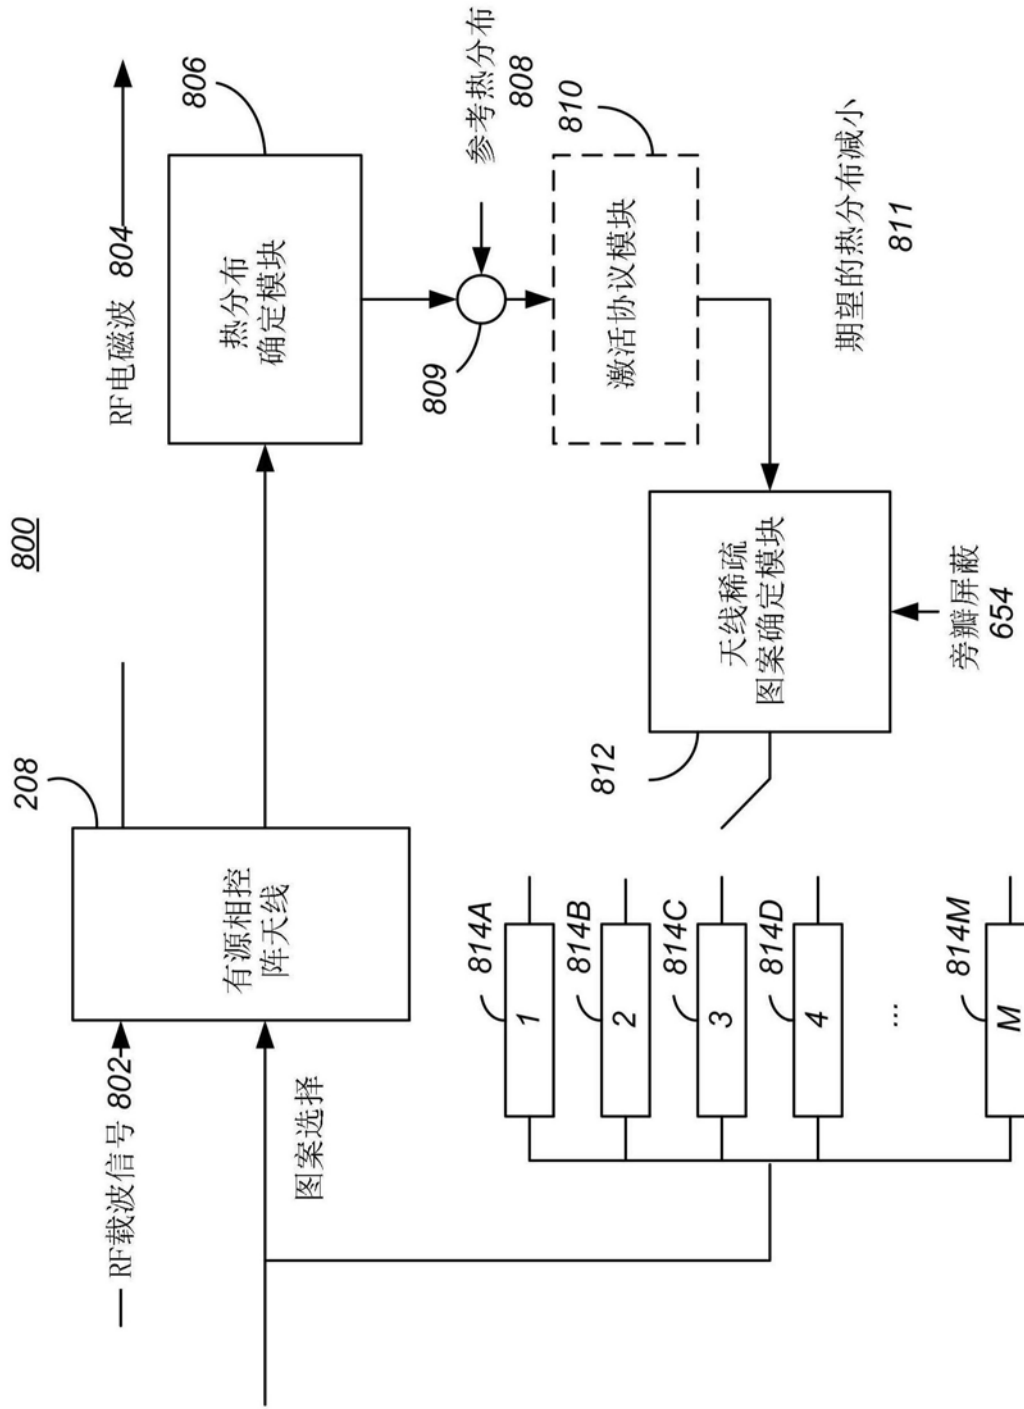 800
RF载波信号 802
208
有源相控
阵天线
RF电磁波 804
806
热分布
确定模块
图案选择
809
参考热分布
808
810
激活协议模块
814A
1
814B
2
814C
3
814D
4
...
814M
M
812
天线稀疏
图案确定模块
旁瓣屏蔽
654
期望的热分布减小
811